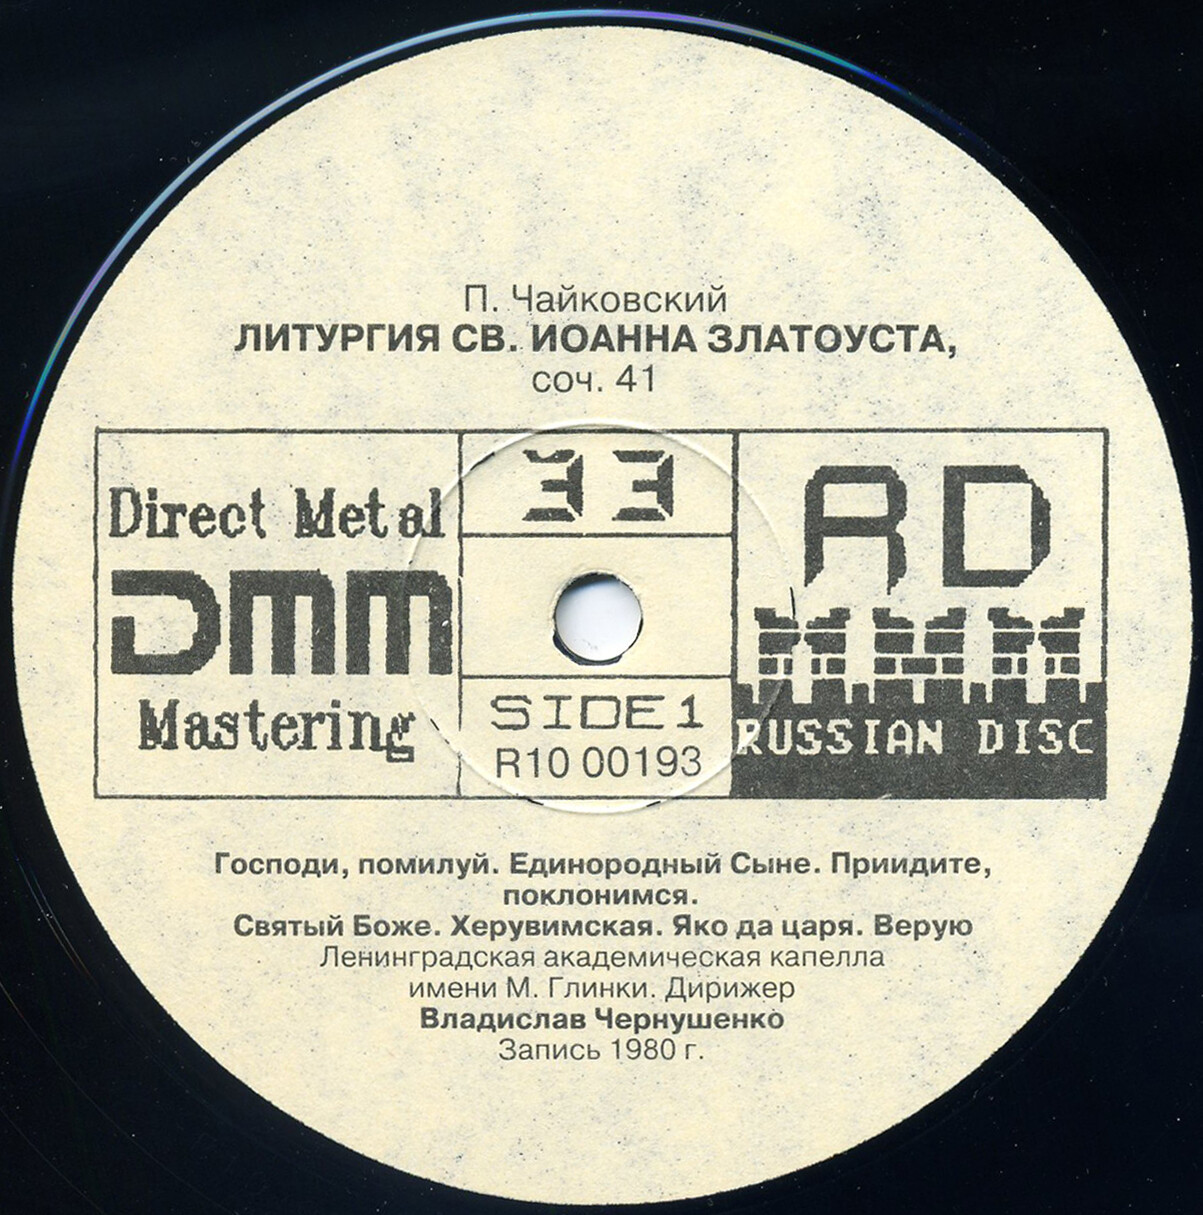 П. Чайковский
ЛИТУРГИЯ СВ. ИОАННА ЗЛАТОУСТА,
соч. 41
Direct Metal
DMM
Mastering
33
SIDE 1
R10 00193
RD
RUSSIAN DISC
Господи, помилуй. Единородный Сыне. Приидите,
поклонимся.
Святый Боже. Херувимская. Яко да царя. Верую
Ленинградская академическая капелла
имени М. Глинки. Дирижер
Владислав Чернушенко
Запись 1980 г.